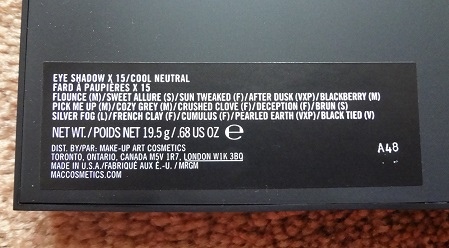 EYE SHADOW X 15/COOL NEUTRAL
FARD À PAUPIÈRES X 15
FLOUNCE (M)/SWEET ALLURE (S)/SUN TWEAKED (F)/AFTER DUSK (VXP)/BLACKBERRY (M)
PICK ME UP (M)/COZY GREY (M)/CRUSHED CLOVE (F)/DECEPTION (F)/BRUN (S)
SILVER FOG (L)/FRENCH CLAY (F)/CUMULUS (F)/PEARLED EARTH (VXP)/BLACK TIED (V)
NET WT./POIDS NET 19.5 g/.68 US OZ e
DIST. BY/PAR: MAKE-UP ART COSMETICS
TORONTO, ONTARIO, CANADA M5V 1R7, LONDON W1K 3BQ
MADE IN U.S.A./FABRIQUÉ AUX É.-U. / MRGM
MACCOSMETICS.COM
A48